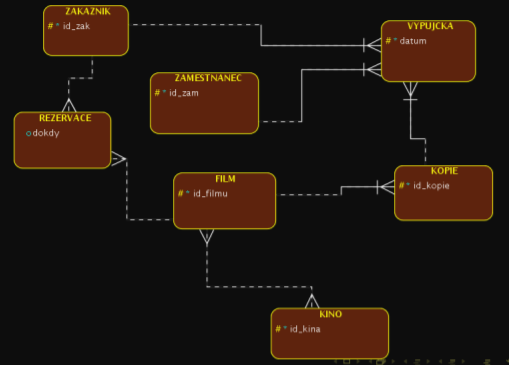 ZAKAZNIK
# * id_zak
VYPUJCKA
# * datum
ZAMESTNANEC
# * id_zam
REZERVACE
o dokdy
FILM
# * id_filmu
KOPIE
# * id_kopie
KINO
# * id_kina